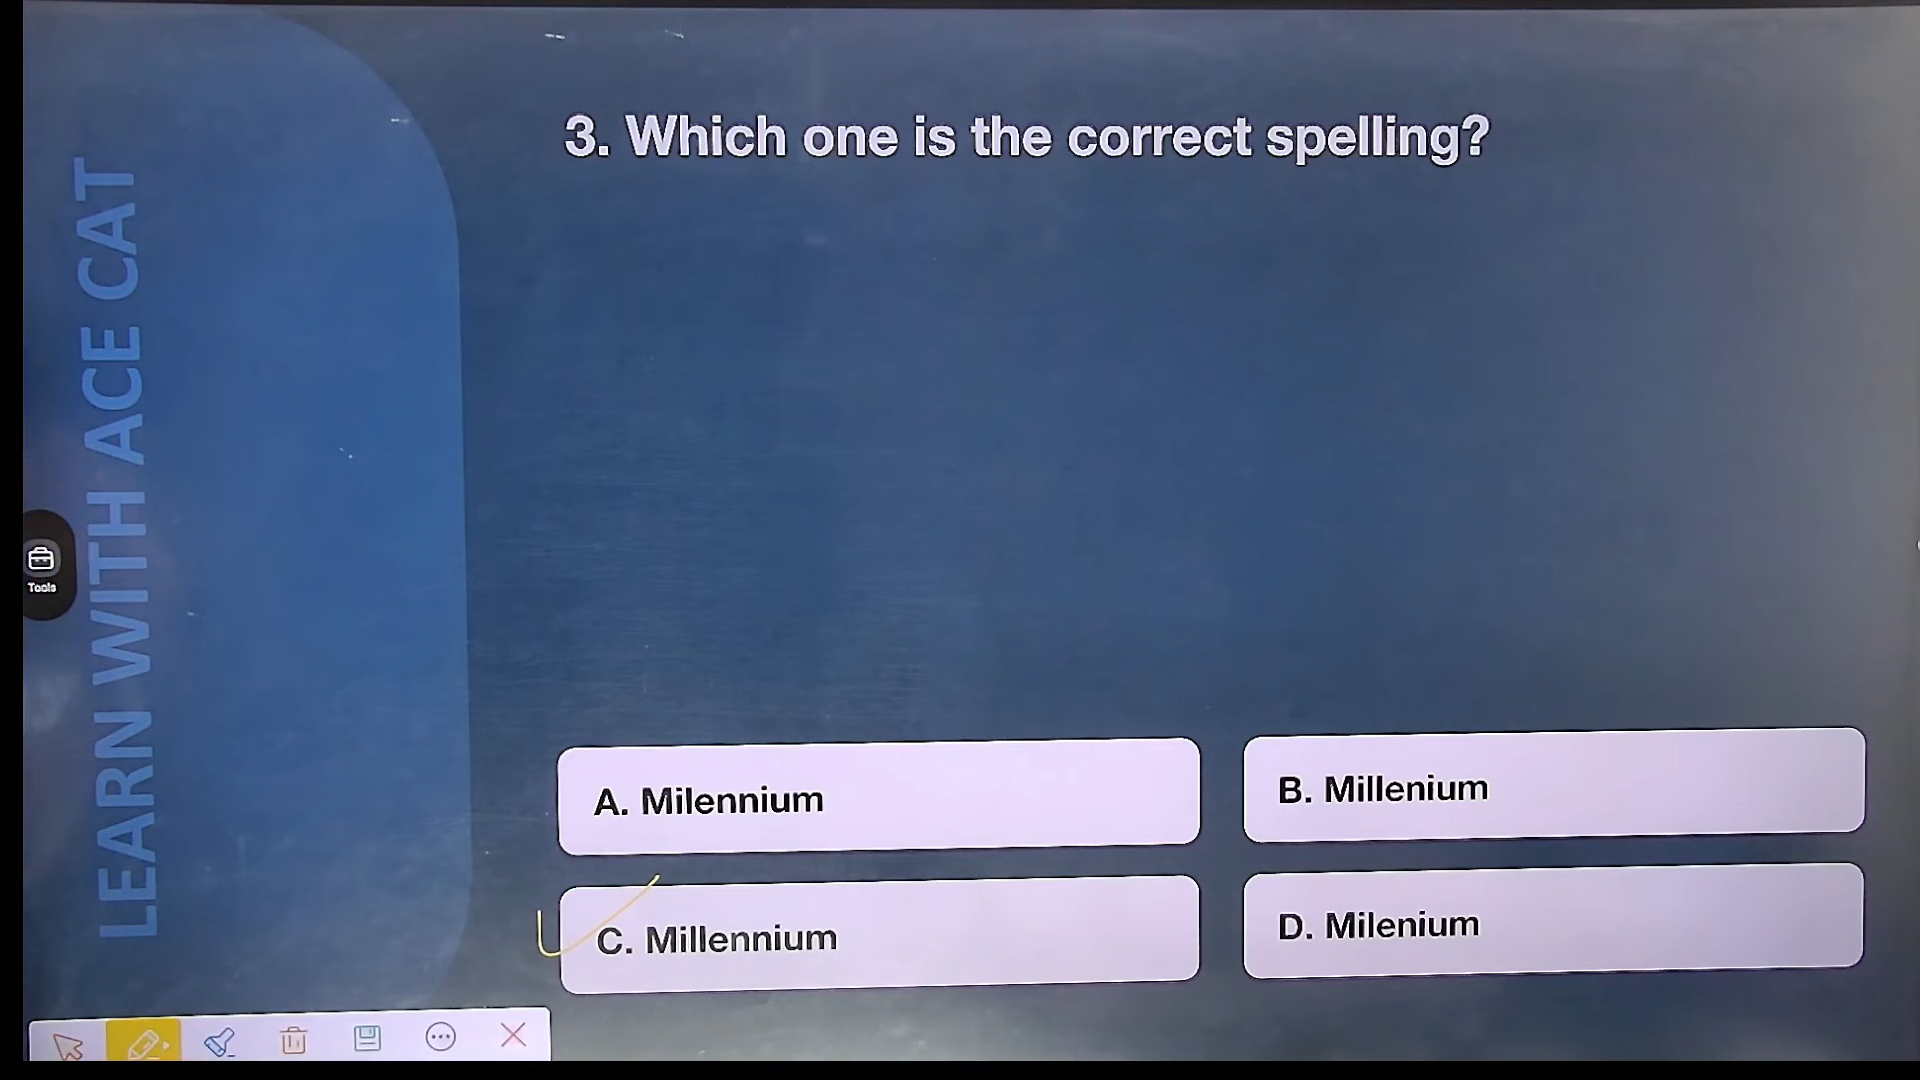 LEARN WITH ACE CAT
3. Which one is the correct spelling?
A. Milennium
B. Millenium
C. Millennium
D. Milenium
Tools